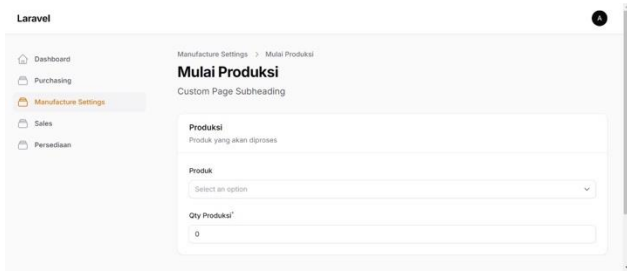 Laravel
A
Dashboard
Purchasing
Manufacture Settings
Sales
Persediaan
Manufacture Settings > Mulai Produksi
Mulai Produksi
Custom Page Subheading
Produksi
Produk yang akan diproses
Produk
Select an option
Qty Produksi*
0